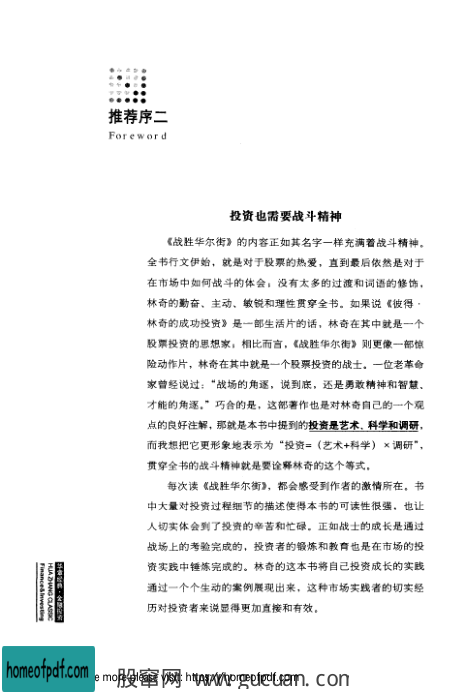 推荐序二
Foreword
投资也需要战斗精神
《战胜华尔街》的内容正如其名字一样充满着战斗精神。
全书行文伊始，就是对于股票的热爱，直到最后依然是对于
在市场中如何战斗的体会；没有太多的过渡和词语的修饰，
林奇的勤奋、主动、敏锐和理性贯穿全书。如果说《彼得·
林奇的成功投资》是一部生活片的话，林奇在其中就是一个
股票投资的思想家；相比而言，《战胜华尔街》则更像一部惊
险动作片，林奇在其中就是一个股票投资的战士。一位老革命
家曾经说过：“战场的角逐，说到底，还是勇敢精神和智慧、
才能的角逐。”巧合的是，这部著作也是对林奇自己的一个观
点的良好注解，那就是本书中提到的投资是艺术、科学和调研，
而我想把它更形象地表示为“投资=（艺术+科学）×调研”，
贯穿全书的战斗精神就是要诠释林奇的这个等式。
每次读《战胜华尔街》，都会感受到作者的激情所在。书
中大量对投资过程细节的描述使得本书的可读性很强，也让
人切实体会到了投资的辛苦和忙碌。正如战士的成长是通过
战场上的考验完成的，投资者的锻炼和教育也是在市场的投
资实践中锤炼完成的。林奇的这本书将自己投资成长的实践
通过一个个生动的案例展现出来，这种市场实践者的切实经
历对投资者来说显得更加直接和有效。
华章经典·金融投资
HUA ZHANG CLASSIC
Finance & Investing
homeofpdf.com
e more please visit: https://homeofpdf.com
股窜网 www.gucuan.com